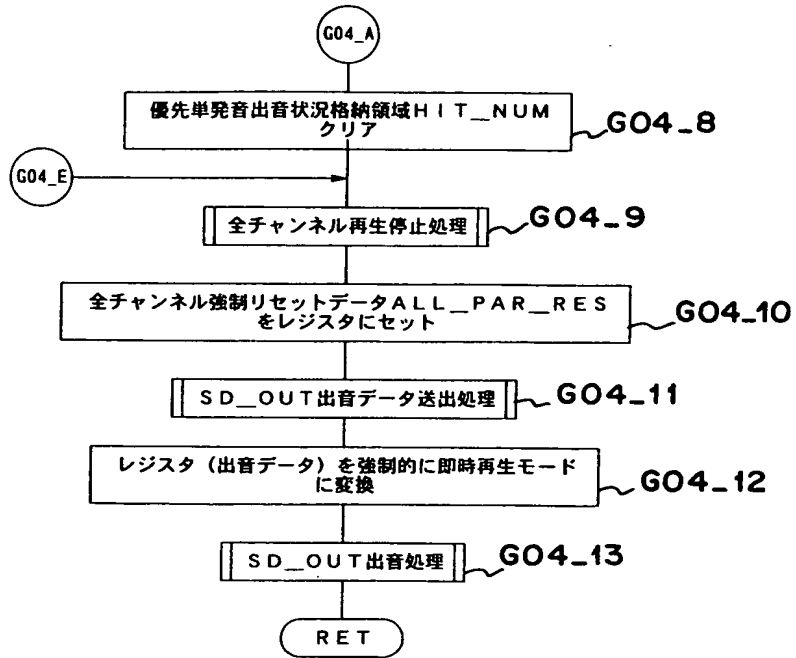 G04_A
優先単発音出音状況格納領域HIT__NUM
クリア
G04_8
G04_E
全チャンネル再生停止処理
G04_9
全チャンネル強制リセットデータALL__PAR__RES
をレジスタにセット
G04_10
SD__OUT出音データ送出処理
G04_11
レジスタ(出音データ)を強制的に即時再生モード
に変換
G04_12
SD__OUT出音処理
G04_13
RET